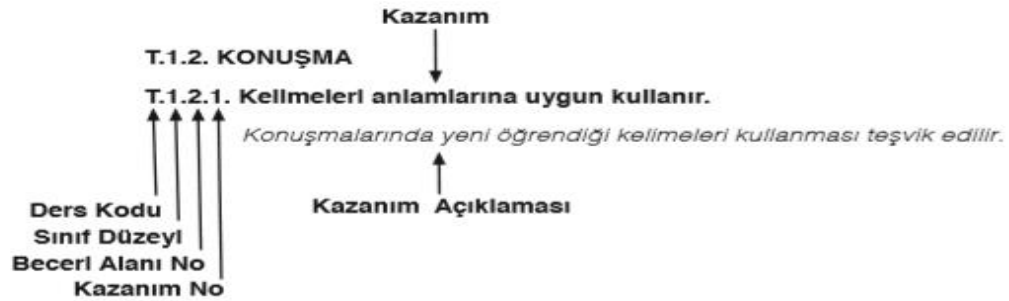 Kazanım
T.1.2. KONUŞMA
T.1.2.1. Kelimeleri anlamlarına uygun kullanır.
Konuşmalarında yeni öğrendiği kelimeleri kullanması teşvik edilir.
Kazanım Açıklaması
Ders Kodu
Sınıf Düzeyi
Beceri Alanı No
Kazanım No